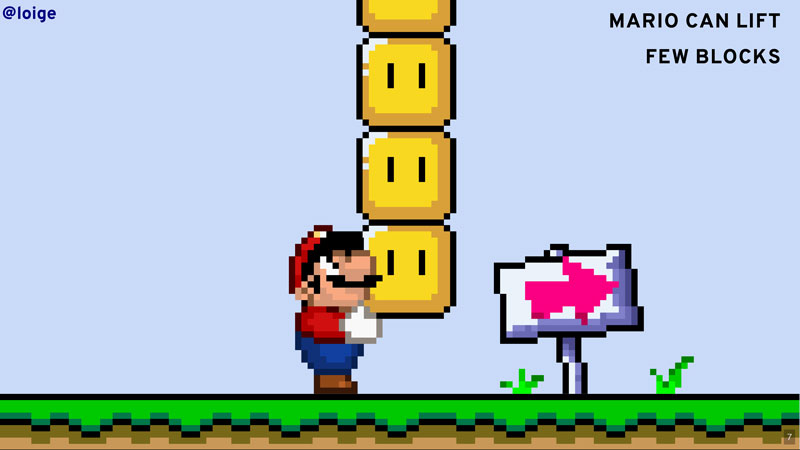 @loige
MARIO CAN LIFT
FEW BLOCKS
7